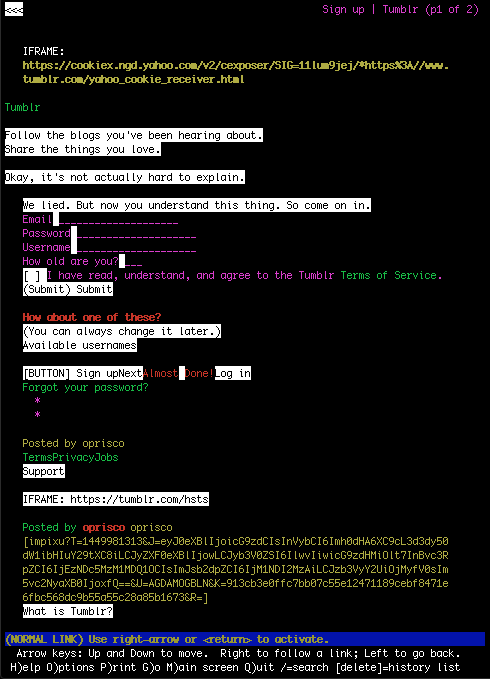 <<<
Sign up | Tumblr (p1 of 2)
IFRAME:
https://cookiex.ngd.yahoo.com/v2/cexposer/SIG=11lum9jej/*https%3A//www.
tumblr.com/yahoo_cookie_receiver.html
Tumblr
Follow the blogs you've been hearing about.
Share the things you love.
Okay, it's not actually hard to explain.
We lied. But now you understand this thing. So come on in.
Email ____________________
Password ____________________
Username ____________________
How old are you? ___
[ ] I have read, understand, and agree to the Tumblr Terms of Service.
(Submit) Submit
How about one of these?
(You can always change it later.)
Available usernames
[BUTTON] Sign upNextAlmost Done!Log in
Forgot your password?
*
*
Posted by oprisco
TermsPrivacyJobs
Support
IFRAME: https://tumblr.com/hsts
Posted by oprisco oprisco
[impixu?T=1449981313&J=eyJ0eXBlIjoicG9zdCIsInVybCI6Imh0dHA6XC9cL3d3dy50
dW1ibHIuY29tXC8iLCJyZXF0eXBlIjowLCJyb3V0ZSI6IlwvIiwicG9zdHMiOlt7InBvc3R
pZCI6IjEzNDc5MzM1MDQ1OCIsImJsb2dpZCI6IjM1NDI2MzAiLCJzb3VyY2UiOjMyfV0sIm
5vc2NyaXB0IjoxfQ==&U=AGDAMOGBLN&K=913cb3e0ffc7bb07c55e12471189cebf8471e
6fbc568dc9b55a55c28a85b1673&R=]
What is Tumblr?
(NORMAL LINK) Use right-arrow or <return> to activate.
Arrow keys: Up and Down to move.  Right to follow a link; Left to go back.
H)elp O)ptions P)rint G)o M)ain screen Q)uit /=search [delete]=history list